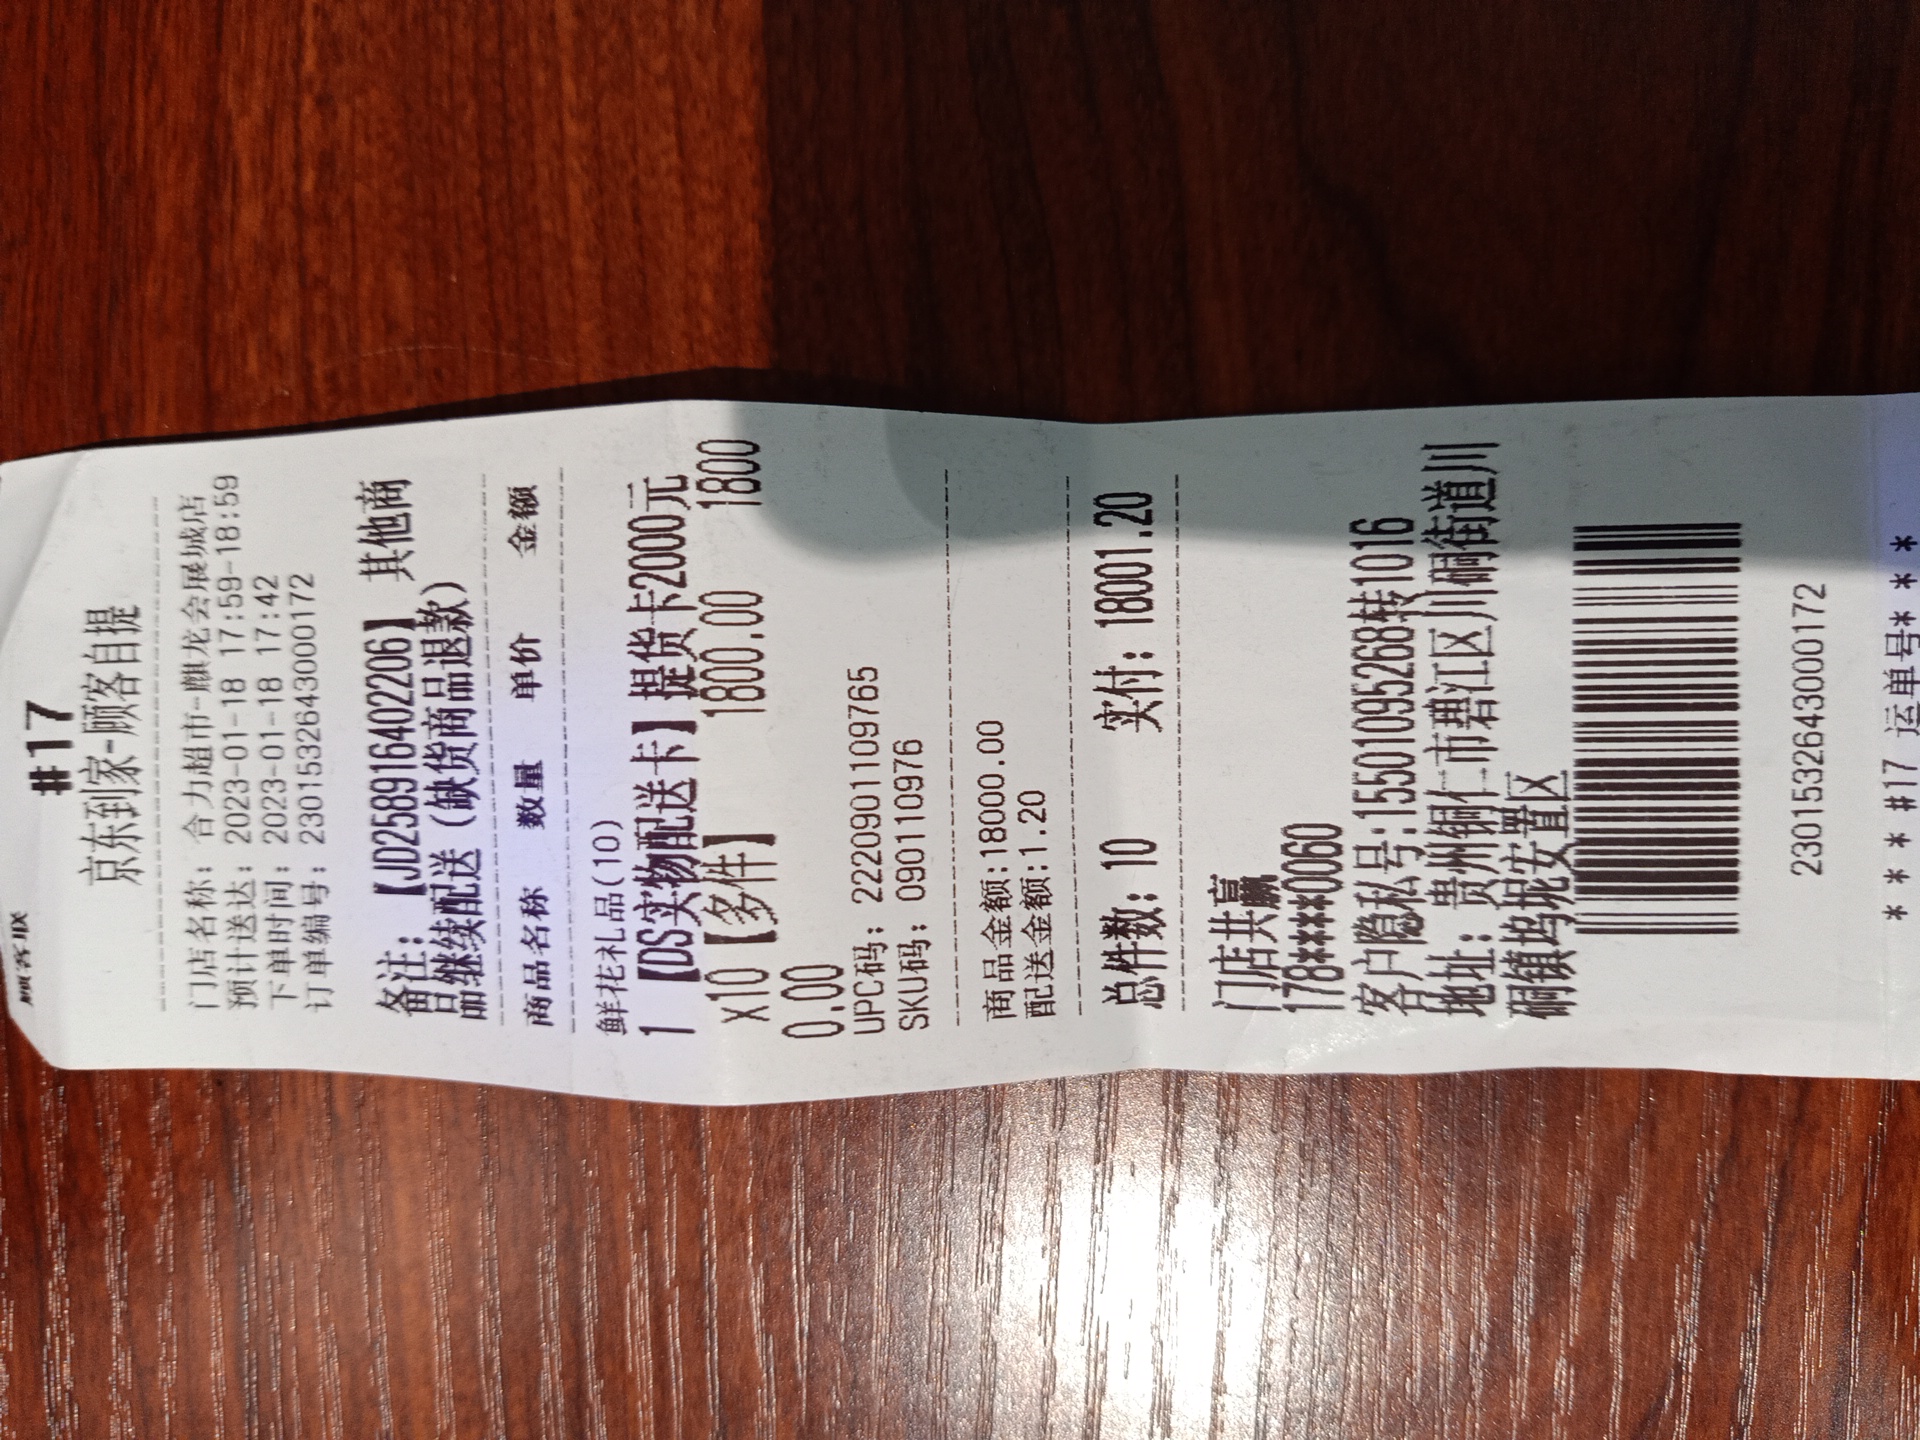 顾客联
#17
京东到家-顾客自提
门店名称: 合力超市-麒龙会展城店
预计送达: 2023-01-18 17:59-18:59
下单时间: 2023-01-18 17:42
订单编号: 2301532643000172
备注: 【JD2589164022206】 其他商
品继续配送 (缺货商品退款)
商品名称 数量 单价 金额
鲜花礼品(10)
1 【DS实物配送卡】提货卡2000元
x10【多件】 1800.00 1800
0.00
UPC码: 2220901109765
SKU码: 090110976
商品金额:18000.00
配送金额:1.20
总件数: 10 实付: 18001.20
门店共赢
178****0060
客户隐私号:15501095268转1016
地址: 贵州铜仁市碧江区川硐街道川
硐镇坞坭安置区
2301532643000172
* * * #17 运单号* * * *